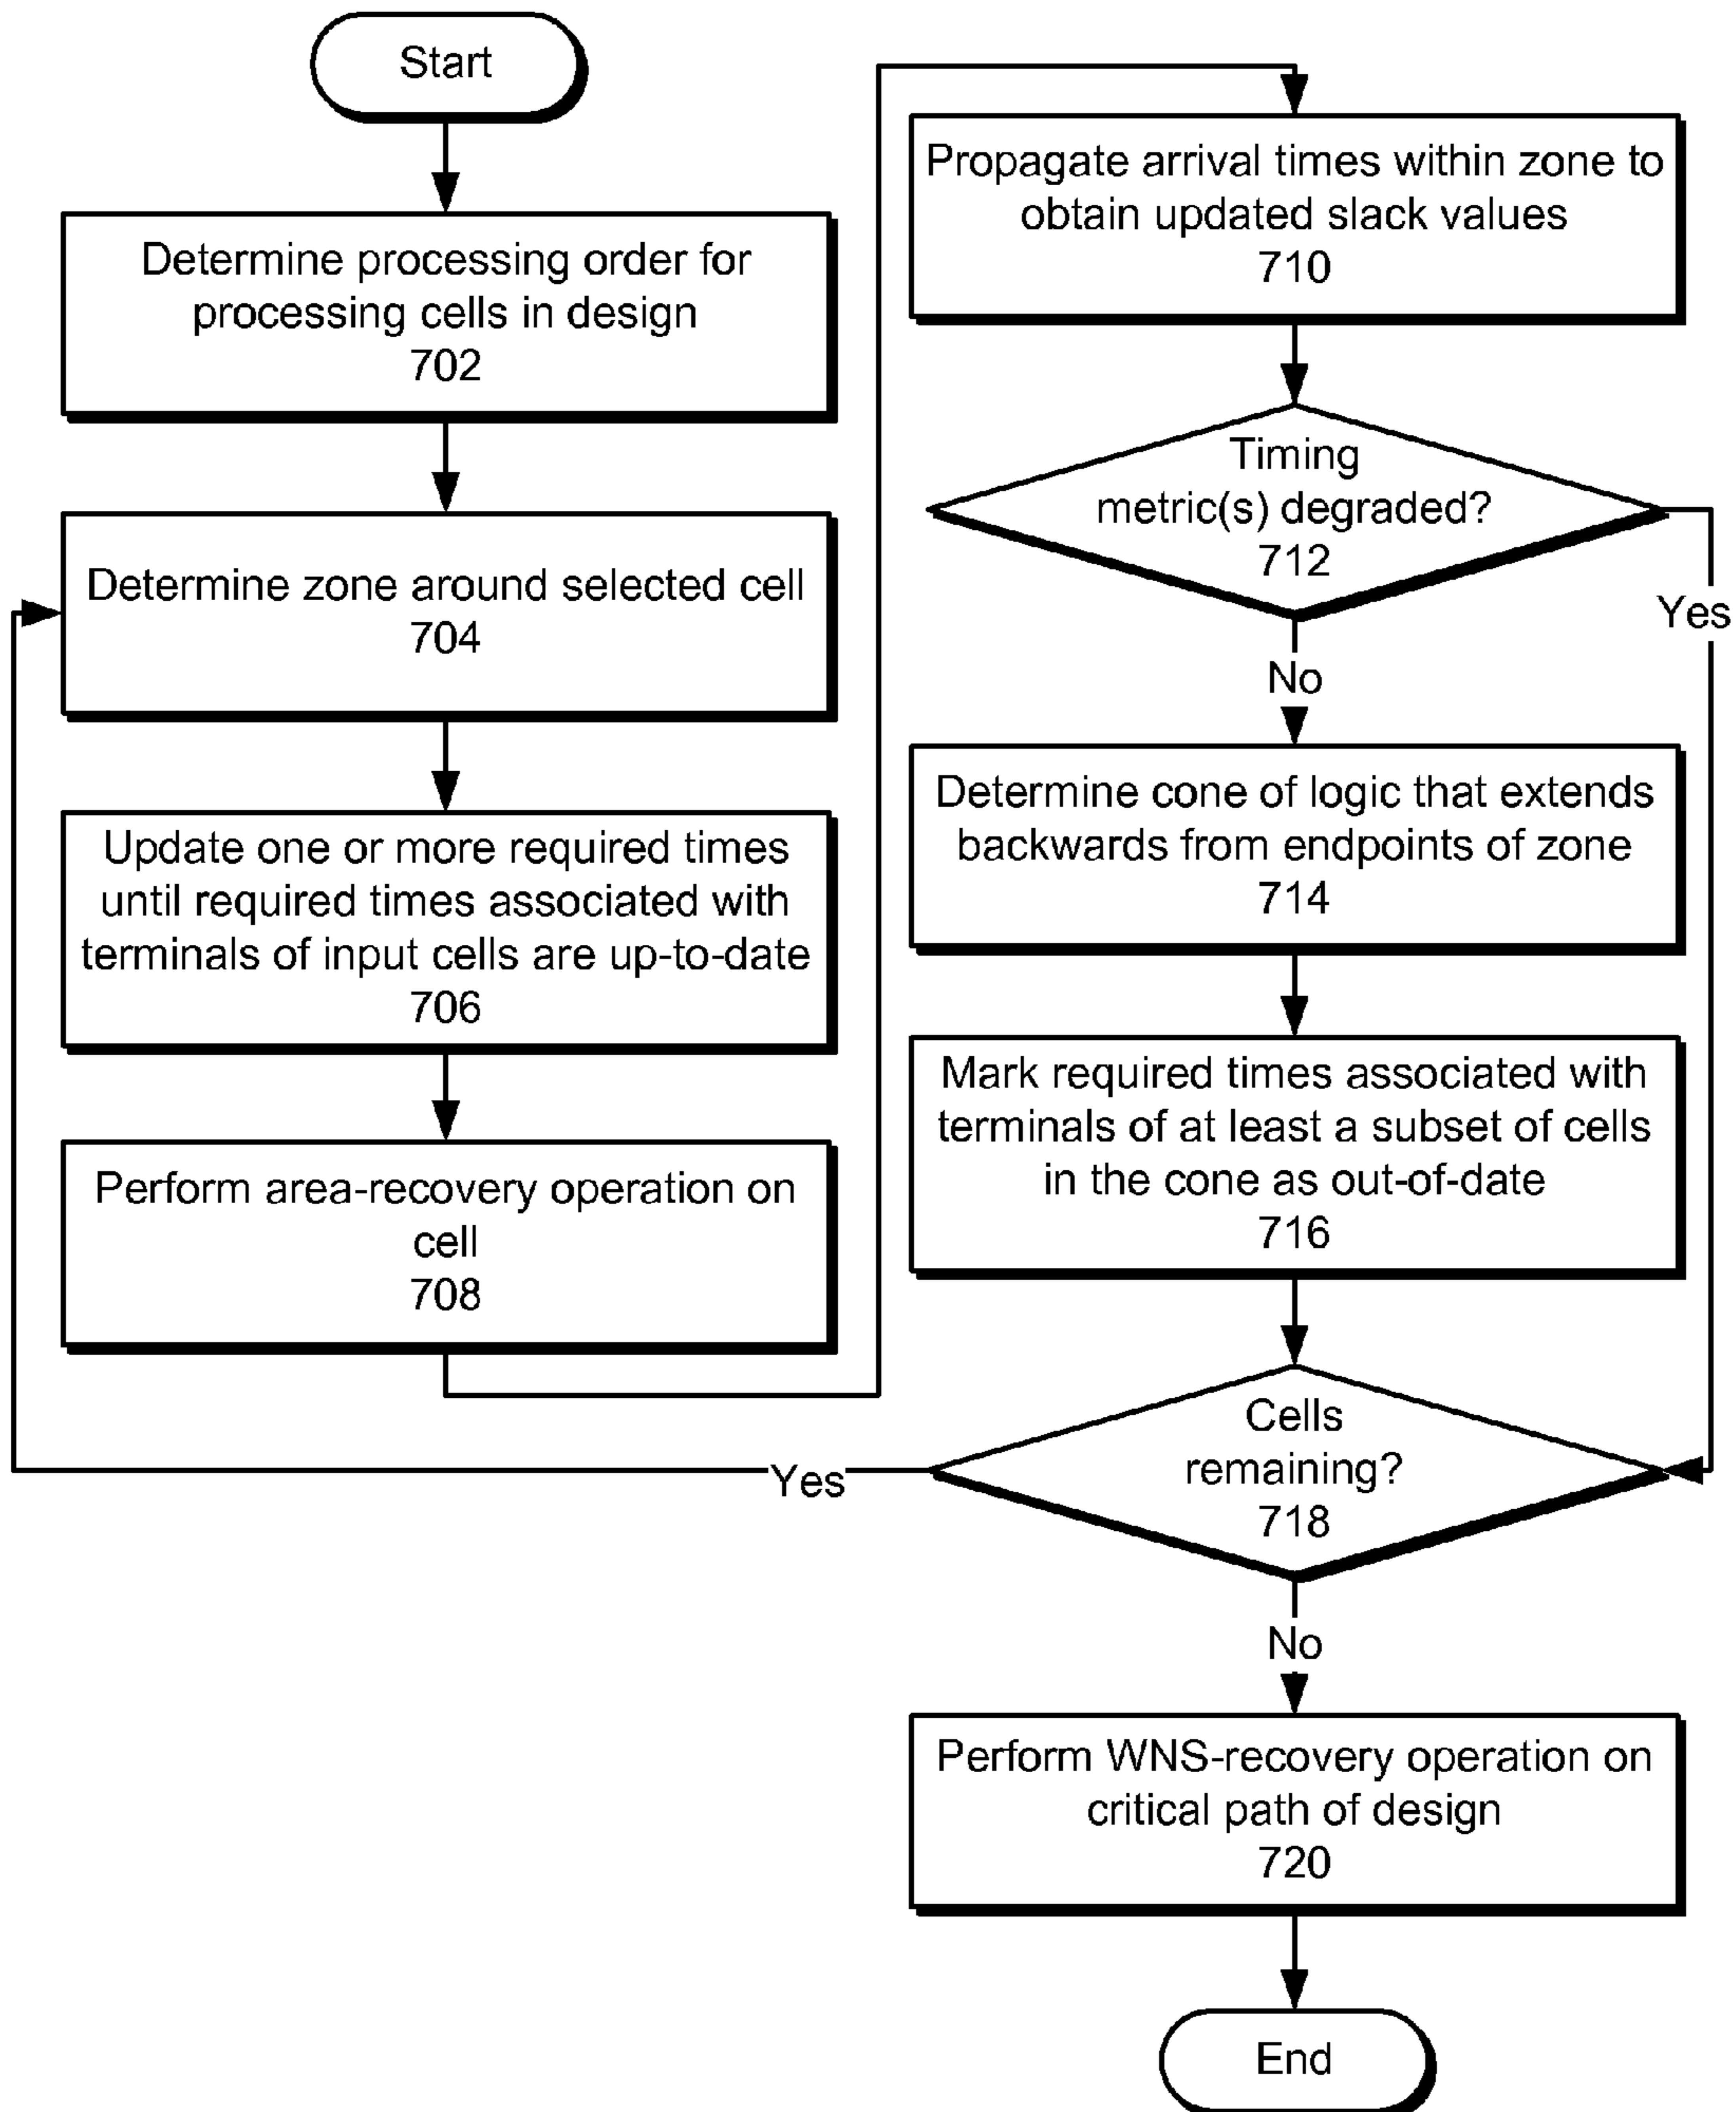 Start
Determine processing order for
processing cells in design
702
Determine zone around selected cell
704
Update one or more required times
until required times associated with
terminals of input cells are up-to-date
706
Perform area-recovery operation on
cell
708
Propagate arrival times within zone to
obtain updated slack values
710
Timing
metric(s) degraded?
712
Yes
No
Determine cone of logic that extends
backwards from endpoints of zone
714
Mark required times associated with
terminals of at least a subset of cells
in the cone as out-of-date
716
Cells
remaining?
718
Yes
No
Perform WNS-recovery operation on
critical path of design
720
End